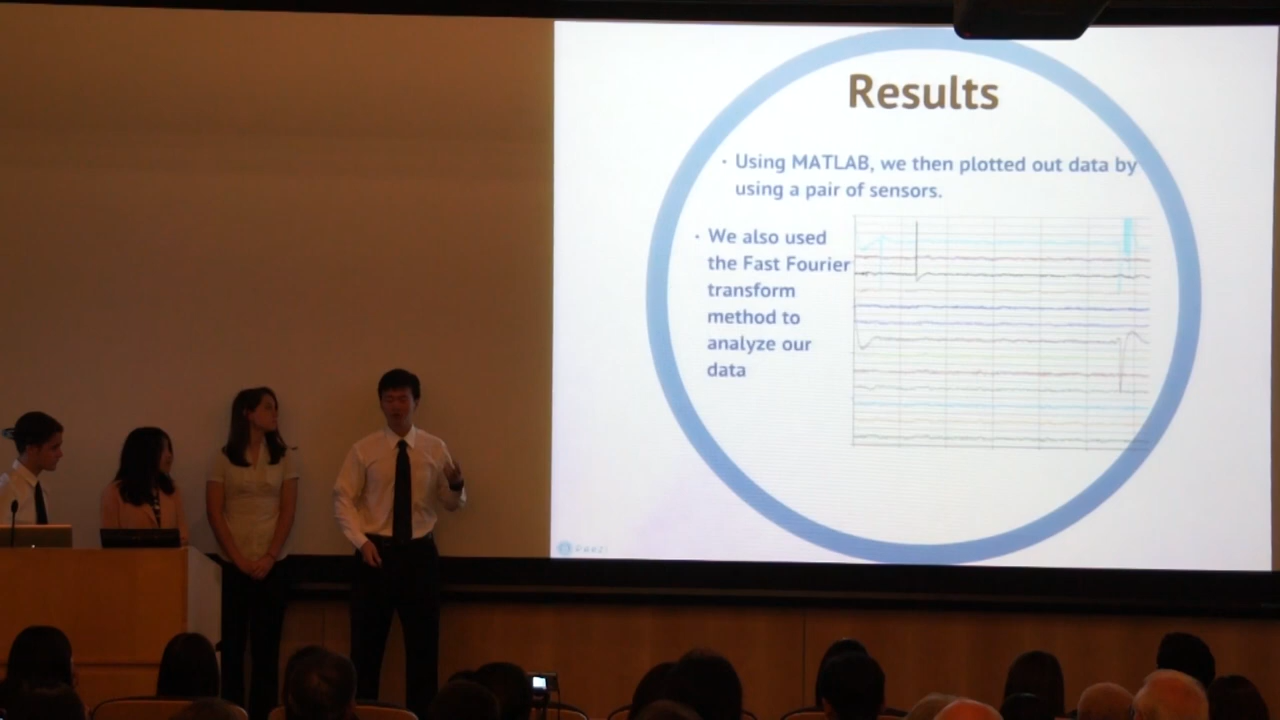 Results
· Using MATLAB, we then plotted out data by
using a pair of sensors.
· We also used
the Fast Fourier
transform
method to
analyze our
data